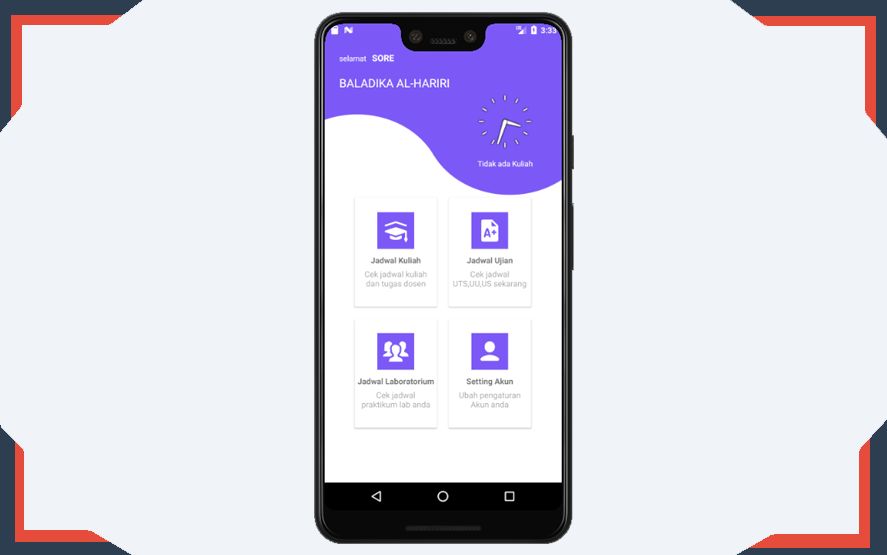 3:33
selamat SORE
BALADIKA AL-HARIRI
Tidak ada Kuliah
A+
Jadwal Kuliah
Cek jadwal kuliah
dan tugas dosen
Jadwal Ujian
Cek jadwal
UTS,UU,US sekarang
Jadwal Laboratorium
Cek jadwal
praktikum lab anda
Setting Akun
Ubah pengaturan
Akun anda